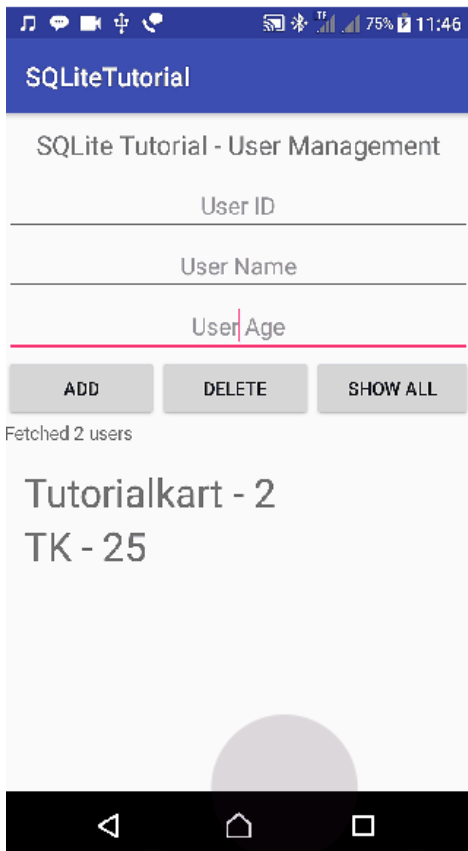 75% 11:46
SQLiteTutorial
SQLite Tutorial - User Management
User ID
User Name
User Age
ADD DELETE SHOW ALL
Fetched 2 users
Tutorialkart - 2
TK - 25